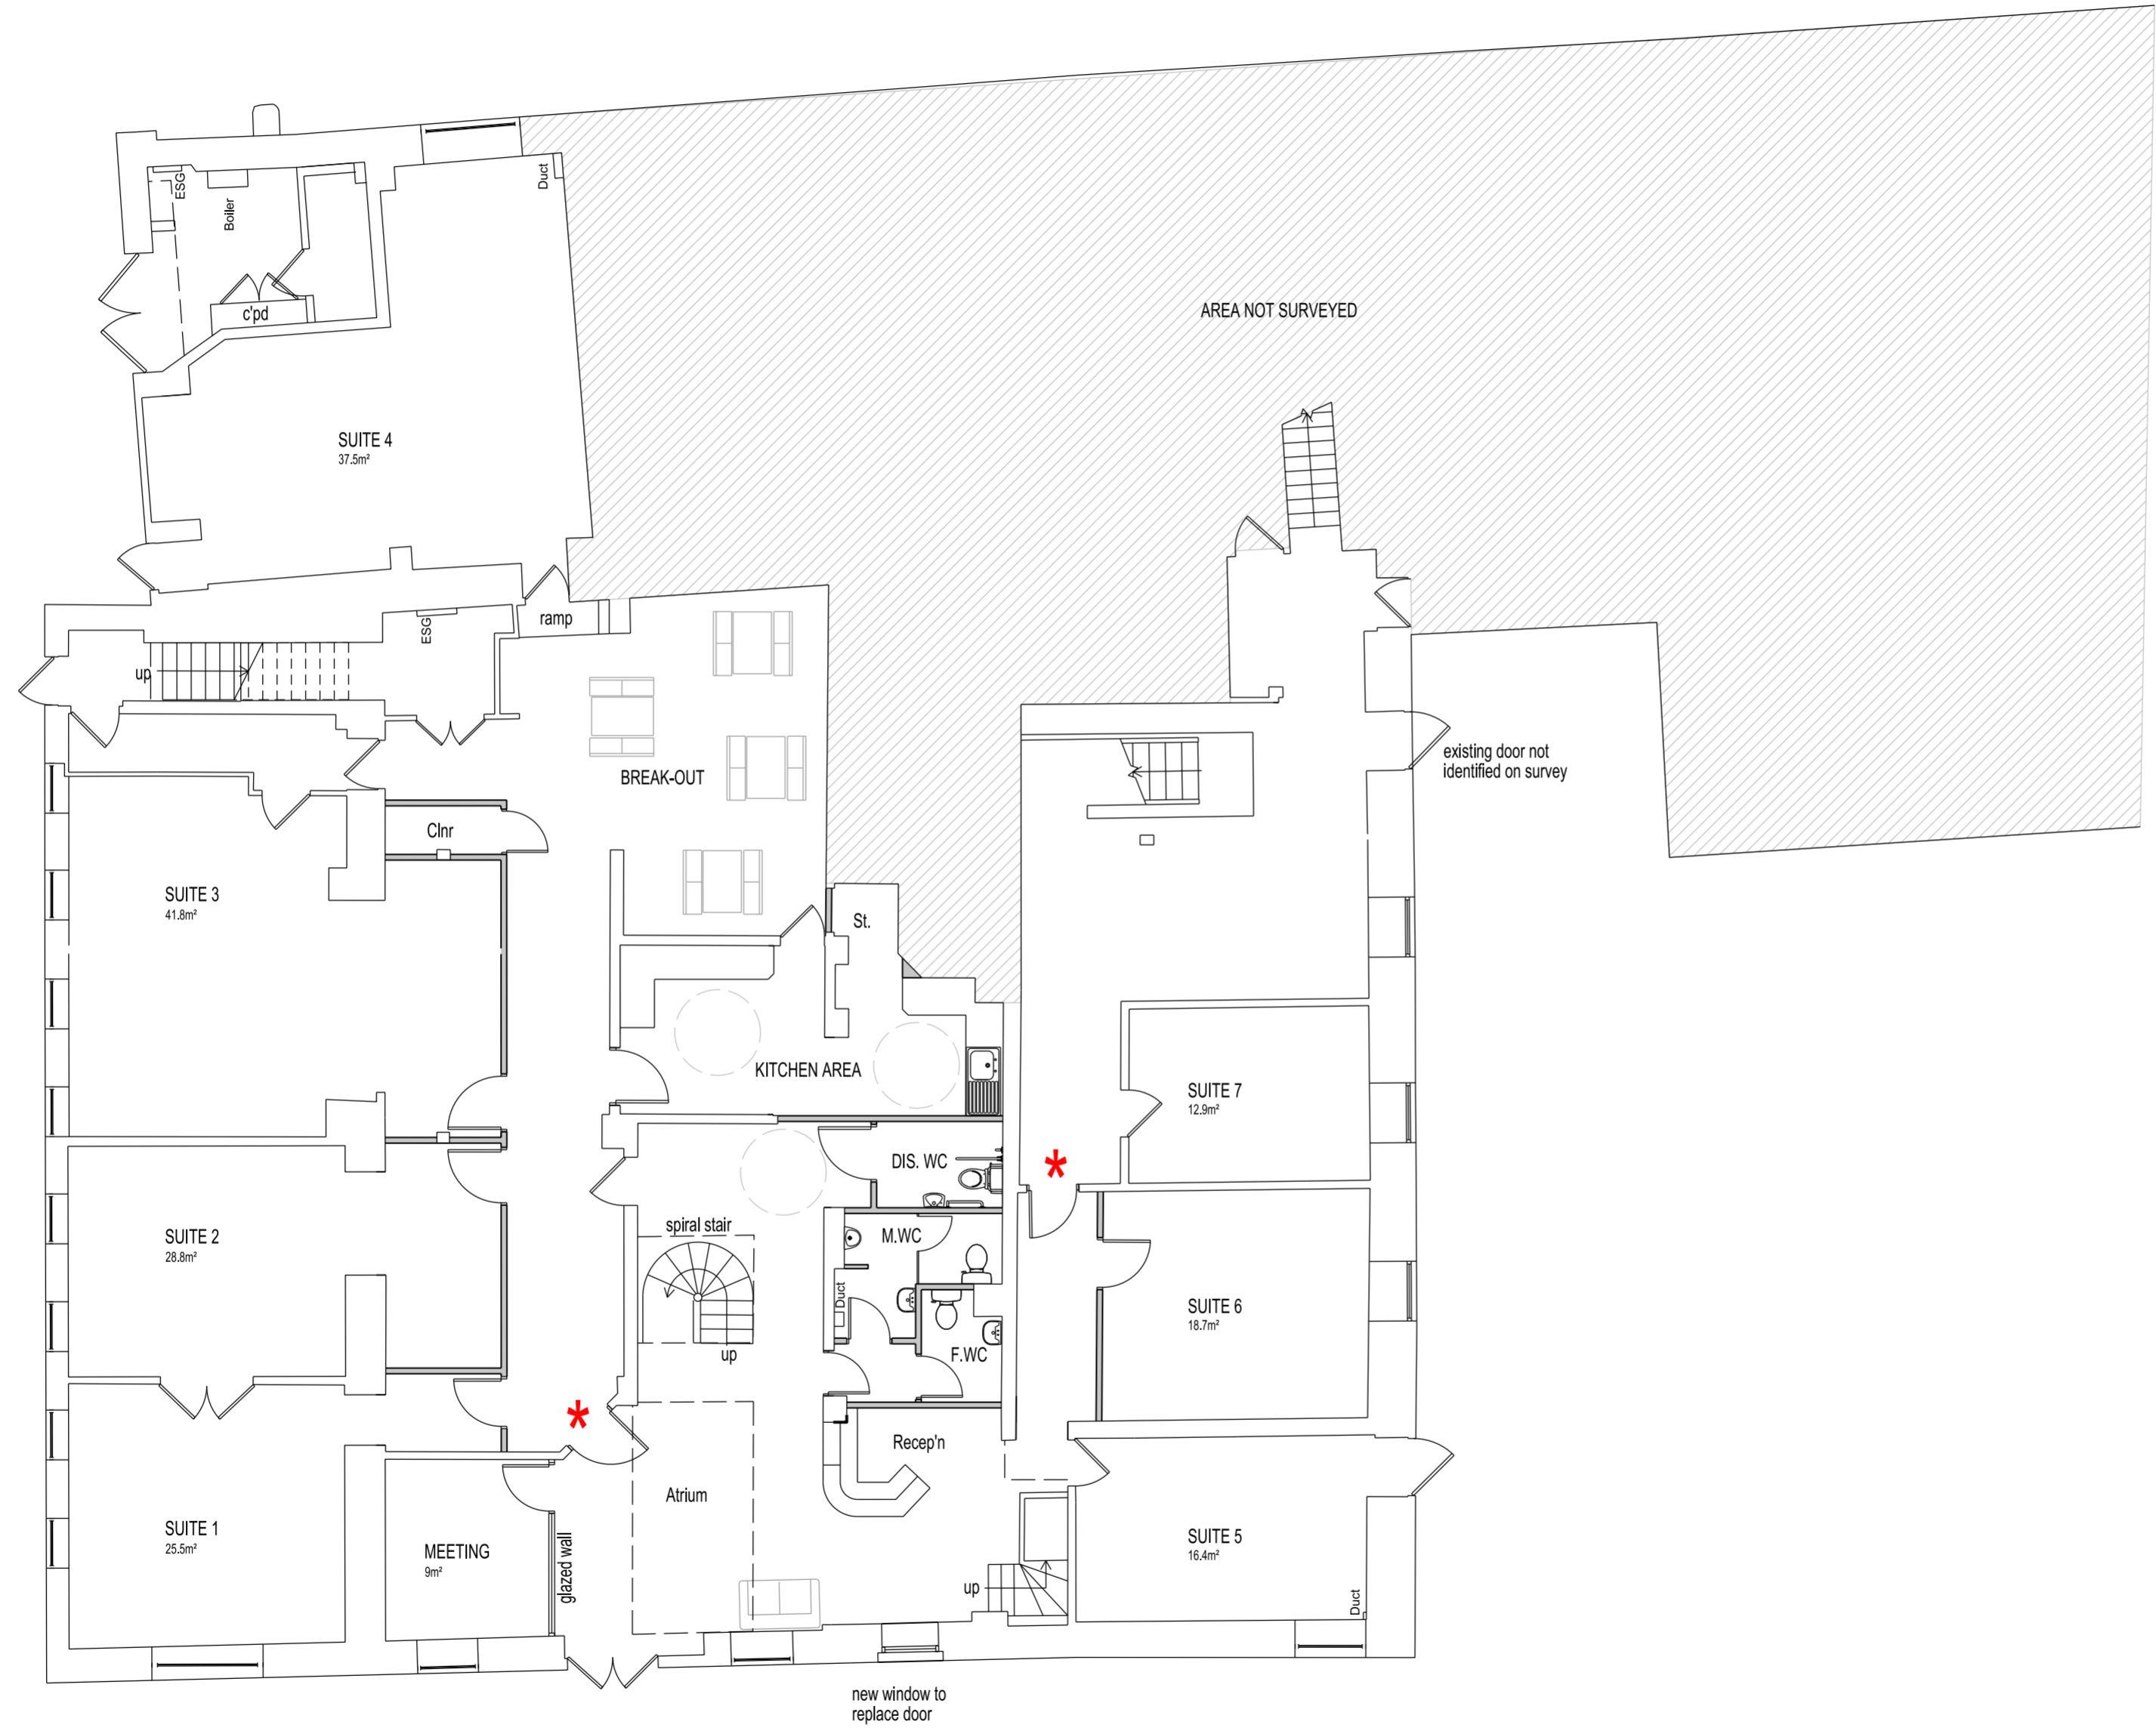 ESG
Boiler
Duct
c'pd
AREA NOT SURVEYED
SUITE 4
37.5m²
ramp
ESG
up
BREAK-OUT
existing door not
identified on survey
Clnr
SUITE 3
41.8m²
St.
KITCHEN AREA
SUITE 7
12.9m²
DIS. WC
*
spiral stair
M.WC
SUITE 2
28.8m²
Duct
SUITE 6
18.7m²
up
F.WC
*
Recep'n
Atrium
SUITE 1
25.5m²
MEETING
9m²
glazed wall
SUITE 5
16.4m²
up
Duct
new window to
replace door